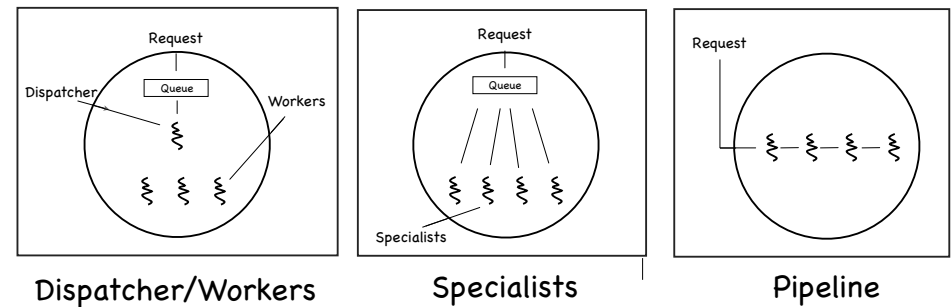 Request
Queue
Dispatcher
Workers
Dispatcher/Workers
Request
Queue
Specialists
Specialists
Request
Pipeline